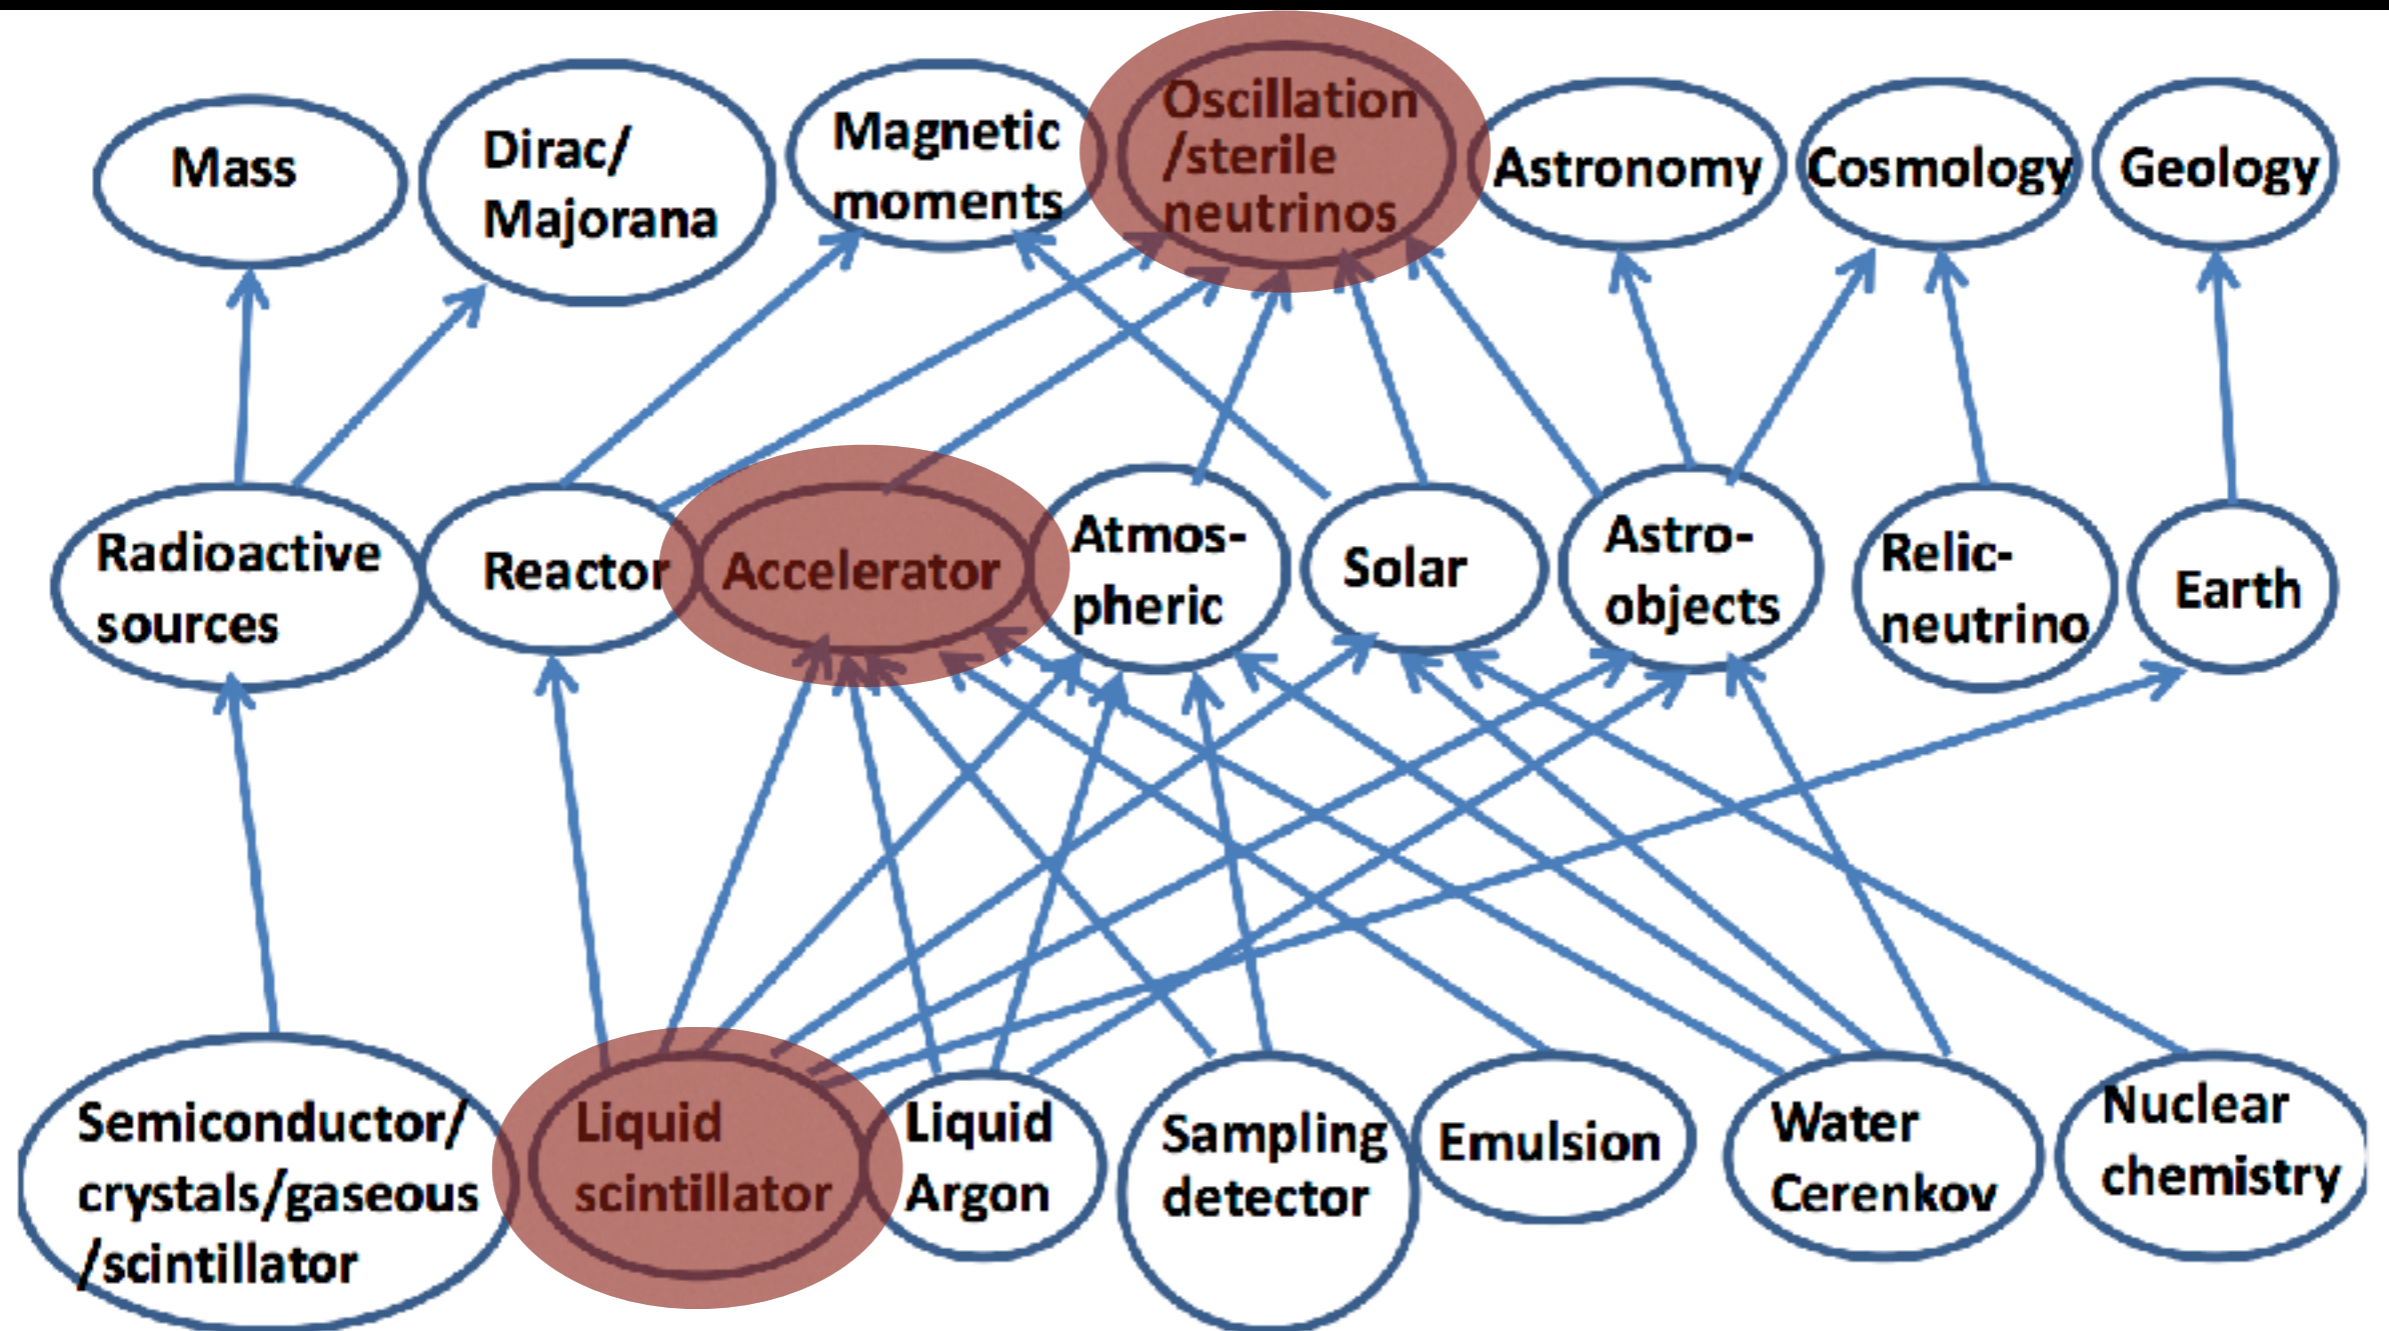 Mass
Dirac/
Majorana
Magnetic
moments
Oscillation
/sterile
neutrinos
Astronomy
Cosmology
Geology
Radioactive
sources
Reactor
Accelerator
Atmos-
pheric
Solar
Astro-
objects
Relic-
neutrino
Earth
Semiconductor/
crystals/gaseous
/scintillator
Liquid
scintillator
Liquid
Argon
Sampling
detector
Emulsion
Water
Cerenkov
Nuclear
chemistry